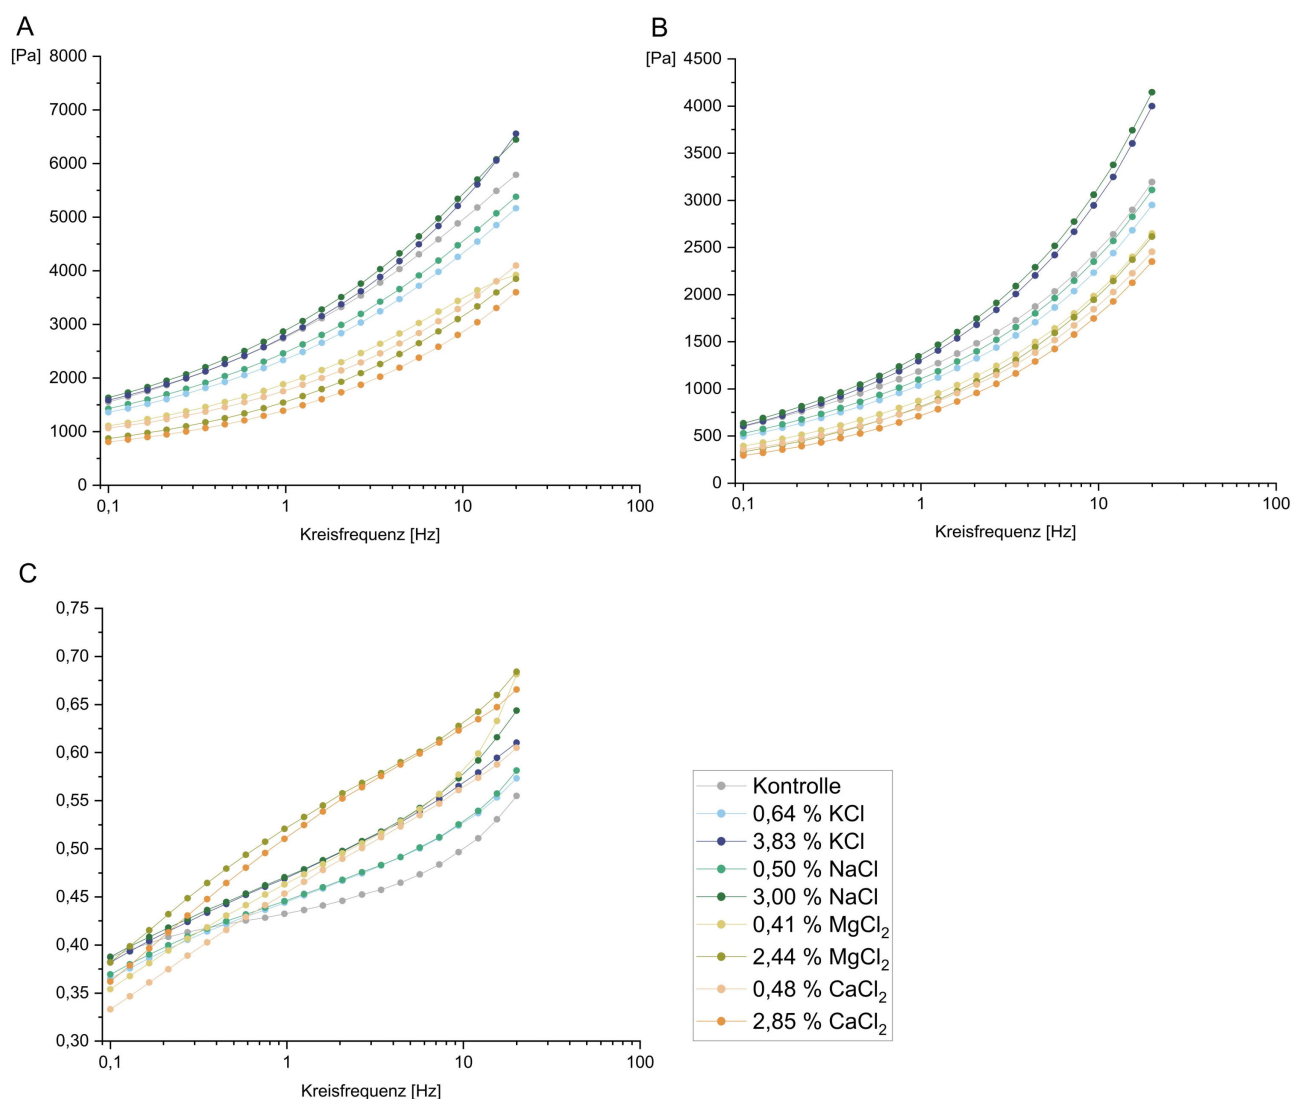 A
[Pa] 8000
7000
6000
5000
4000
3000
2000
1000
0
0,1 1 10 100
Kreisfrequenz [Hz]
B
[Pa] 4500
4000
3500
3000
2500
2000
1500
1000
500
0
0,1 1 10 100
Kreisfrequenz [Hz]
C
0,75
0,70
0,65
0,60
0,55
0,50
0,45
0,40
0,35
0,30
0,1 1 10 100
Kreisfrequenz [Hz]
Kontrolle
0,64 % KCl
3,83 % KCl
0,50 % NaCl
3,00 % NaCl
0,41 % MgCl₂
2,44 % MgCl₂
0,48 % CaCl₂
2,85 % CaCl₂